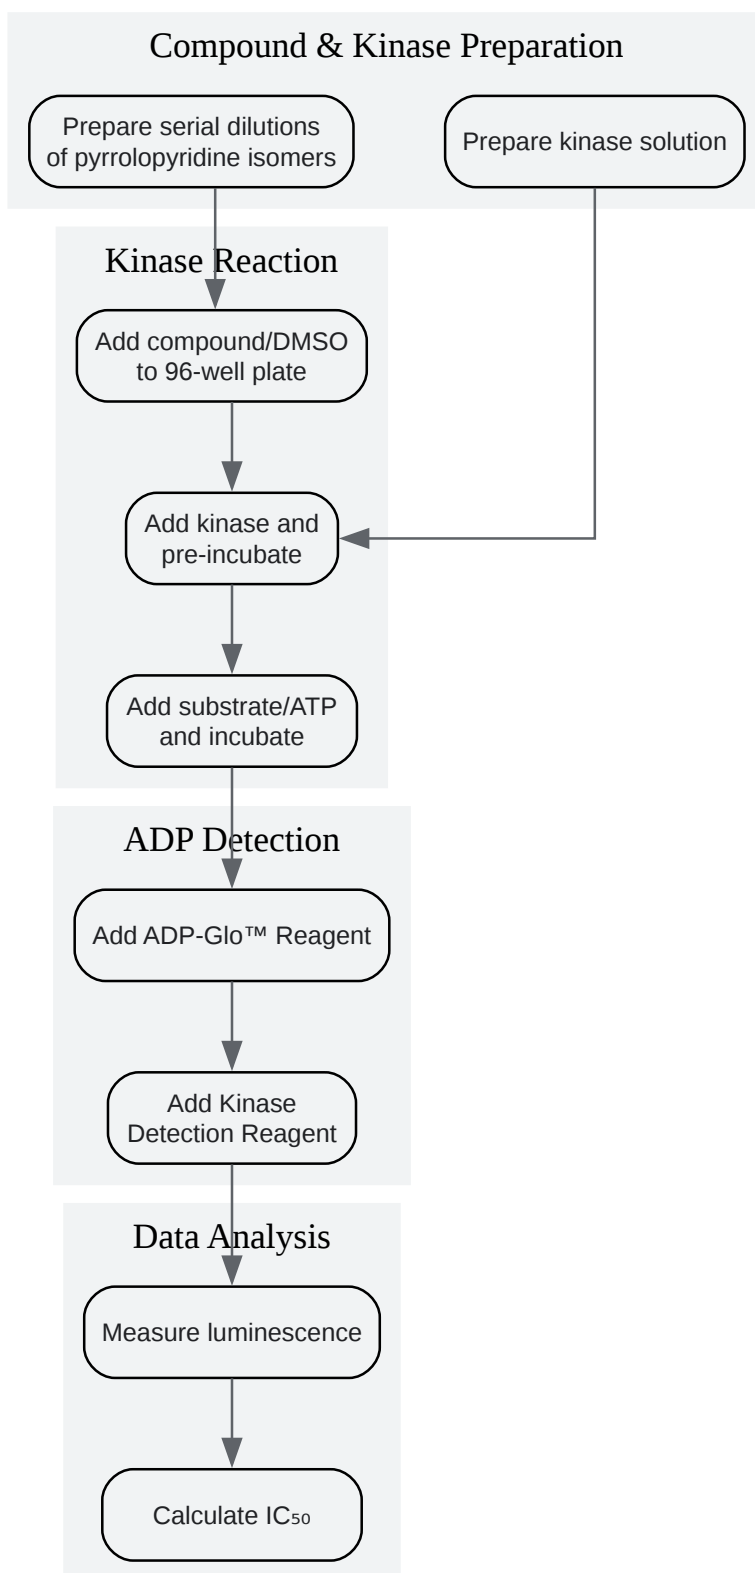 Compound & Kinase Preparation
Prepare serial dilutions
of pyrrolopyridine isomers
Prepare kinase solution
Kinase Reaction
Add compound/DMSO
to 96-well plate
Add kinase and
pre-incubate
Add substrate/ATP
and incubate
ADP Detection
Add ADP-Glo™ Reagent
Add Kinase
Detection Reagent
Data Analysis
Measure luminescence
Calculate IC₅₀